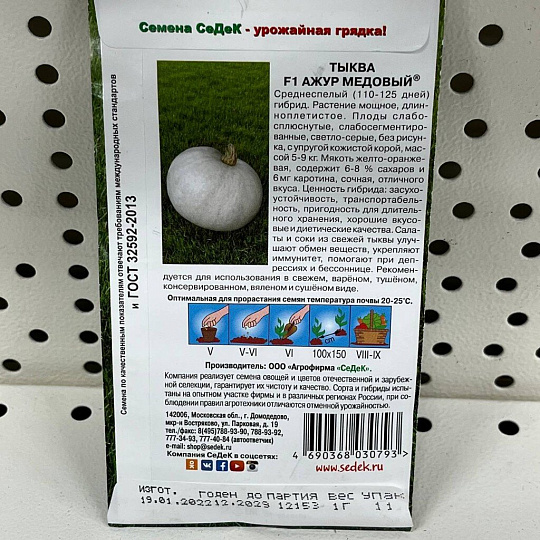 Семена СеДеК - урожайная грядка!
ТЫКВА
F1 АЖУР МЕДОВЫЙ®
Среднеспелый (110-125 дней)
гибрид. Растение мощное, длин-
ноплетистое. Плоды слабо-
сплюснутые, слабосегментиро-
ванные, светло-серые, без рисун-
ка, с упругой кожистой корой, мас-
сой 5-9 кг. Мякоть желто-оранже-
вая, содержит 6-8 % сахаров и
6 мг каротина, сочная, отличного
вкуса. Ценность гибрида: засухо-
устойчивость, транспортабель-
ность, пригодность для длитель-
ного хранения, хорошие вкусо-
вые и диетические качества. Сала-
ты и соки из свежей тыквы улуч-
шают обмен веществ, укрепляют
иммунитет, помогают при де-
прессиях и бессоннице. Рекомен-
дуется для использования в свежем, варёном, тушёном,
консервированном, вяленом и сушёном виде.
Оптимальная для прорастания семян температура почвы 20-25°С.
cm
V V-VI VI 100x150 VIII-IX
Производитель: ООО «Агрофирма «СеДеК».
Компания реализует семена овощей и цветов отечественной и зарубеж-
ной селекции, гарантирует их чистоту и качество. Сорта и гибриды испыта-
ны на опытном участке фирмы и в различных регионах России, при со-
блюдении правил агротехники отличаются отменной урожайностью.
142006, Московская обл., г. Домодедово,
мкр-н Востряково, ул. Парковая, д. 19
тел./факс: 8(495)788-93-90, 788-93-92,
777-34-93, 777-40-84 (автоответчик)
e-mail: shop@sedek.ru
Компания СеДеК в соцсетях:
4 690368 030793
www.sedek.ru
ИЗГОТ. ГОДЕН ДО ПАРТИЯ ВЕС УПАК
19.01.2022 12.2029 12153 1Г 11
Семена по качественным показателям отвечают требованиям международных стандартов
и ГОСТ 32592-2013